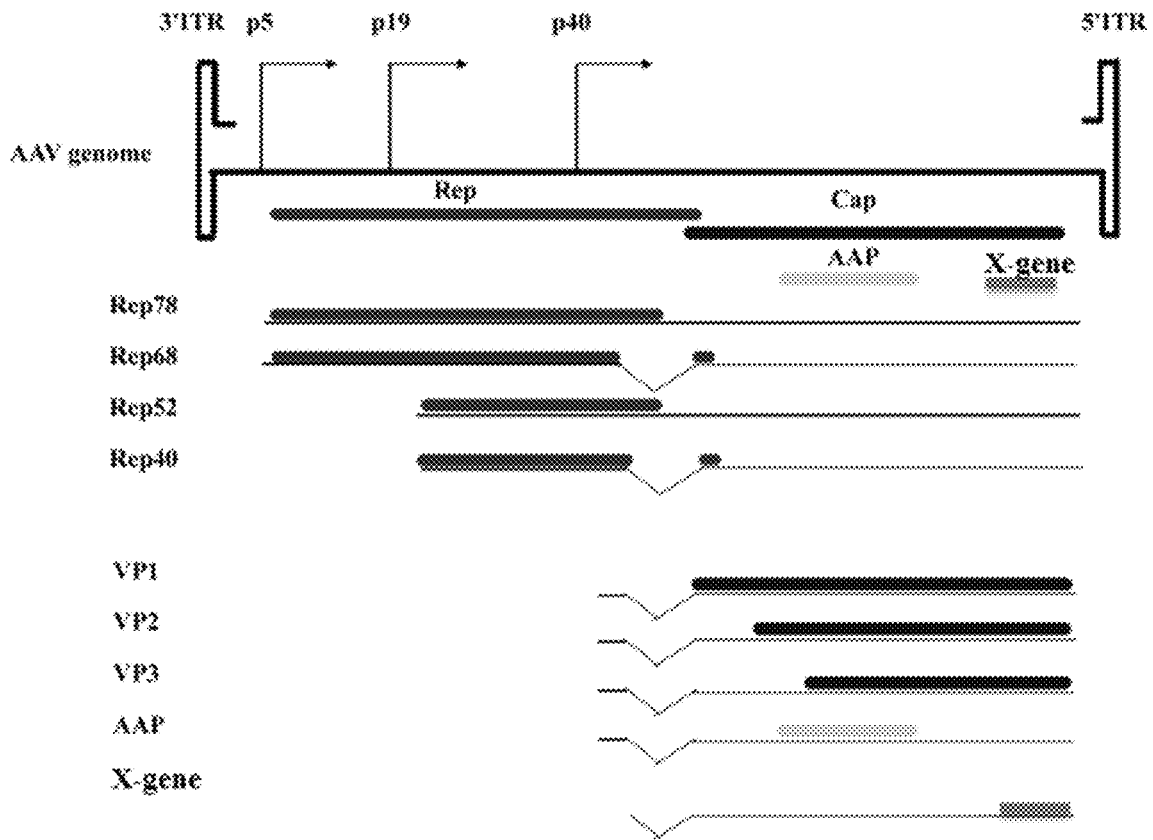 3'ITR p5 p19 p40 5'ITR
AAV genome
Rep
Cap
AAP
X-gene
Rep78
Rep68
Rep52
Rep40
VP1
VP2
VP3
AAP
X-gene